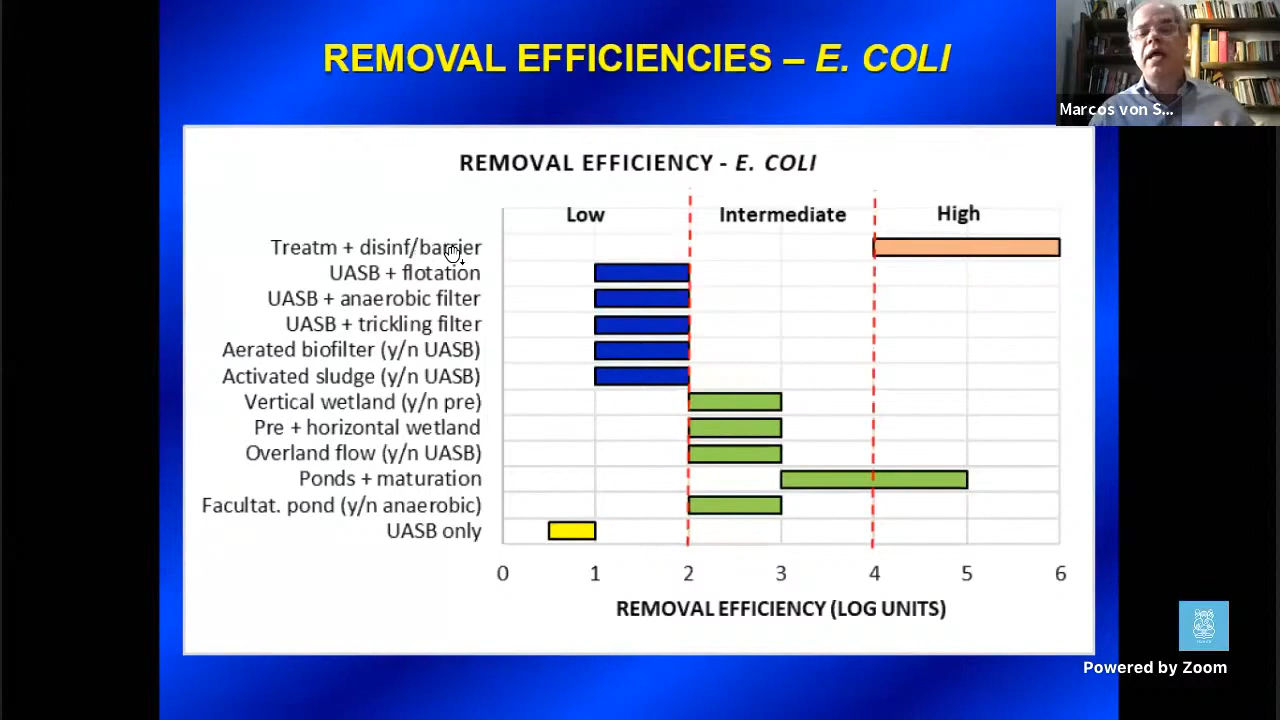 REMOVAL EFFICIENCIES – E. COLI
Marcos von S...
REMOVAL EFFICIENCY - E. COLI
Low Intermediate High
Treatm + disinf/barrier
UASB + flotation
UASB + anaerobic filter
UASB + trickling filter
Aerated biofilter (y/n UASB)
Activated sludge (y/n UASB)
Vertical wetland (y/n pre)
Pre + horizontal wetland
Overland flow (y/n UASB)
Ponds + maturation
Facultat. pond (y/n anaerobic)
UASB only
0 1 2 3 4 5 6
REMOVAL EFFICIENCY (LOG UNITS)
Powered by Zoom